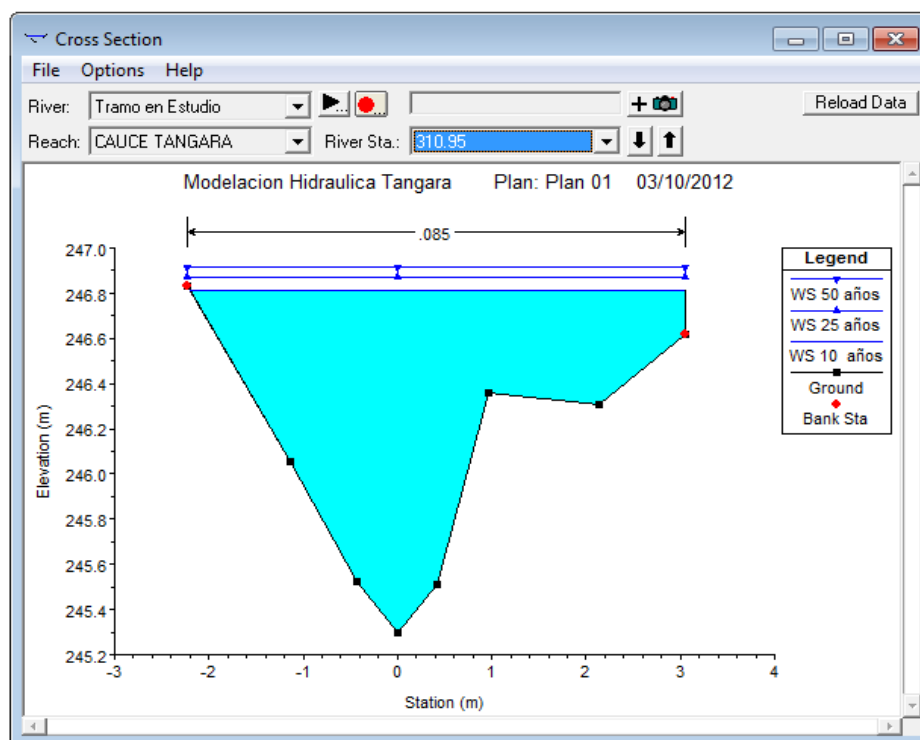 Cross Section
File Options Help
River: Tramo en Estudio Reload Data
Reach: CAUCE TANGARA River Sta.: 310.95
Modelacion Hidraulica Tangara Plan: Plan 01 03/10/2012
.085
247.0
246.8
246.6
246.4
246.2
246.0
245.8
245.6
245.4
245.2
Elevation (m)
-3 -2 -1 0 1 2 3 4
Station (m)
Legend
WS 50 años
WS 25 años
WS 10 años
Ground
Bank Sta